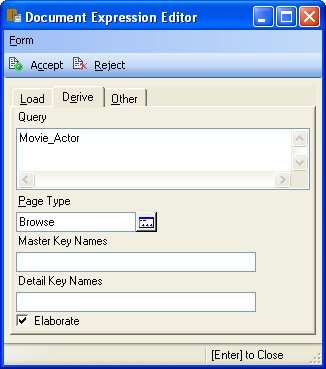 Document Expression Editor
Form
Accept Reject
Load Derive Other
Query
Movie_Actor
Page Type
Browse
Master Key Names
Detail Key Names
Elaborate
[Enter] to Close